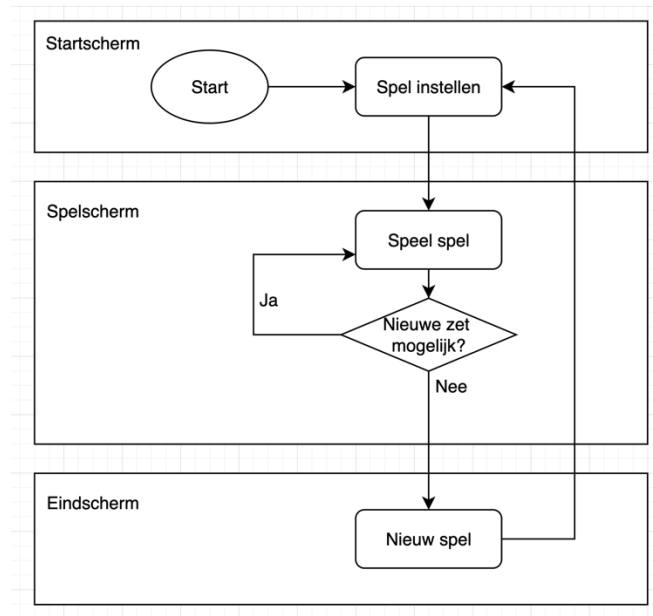 Startscherm
Start
Spel instellen
Spelscherm
Speel spel
Ja
Nieuwe zet
mogelijk?
Nee
Eindscherm
Nieuw spel